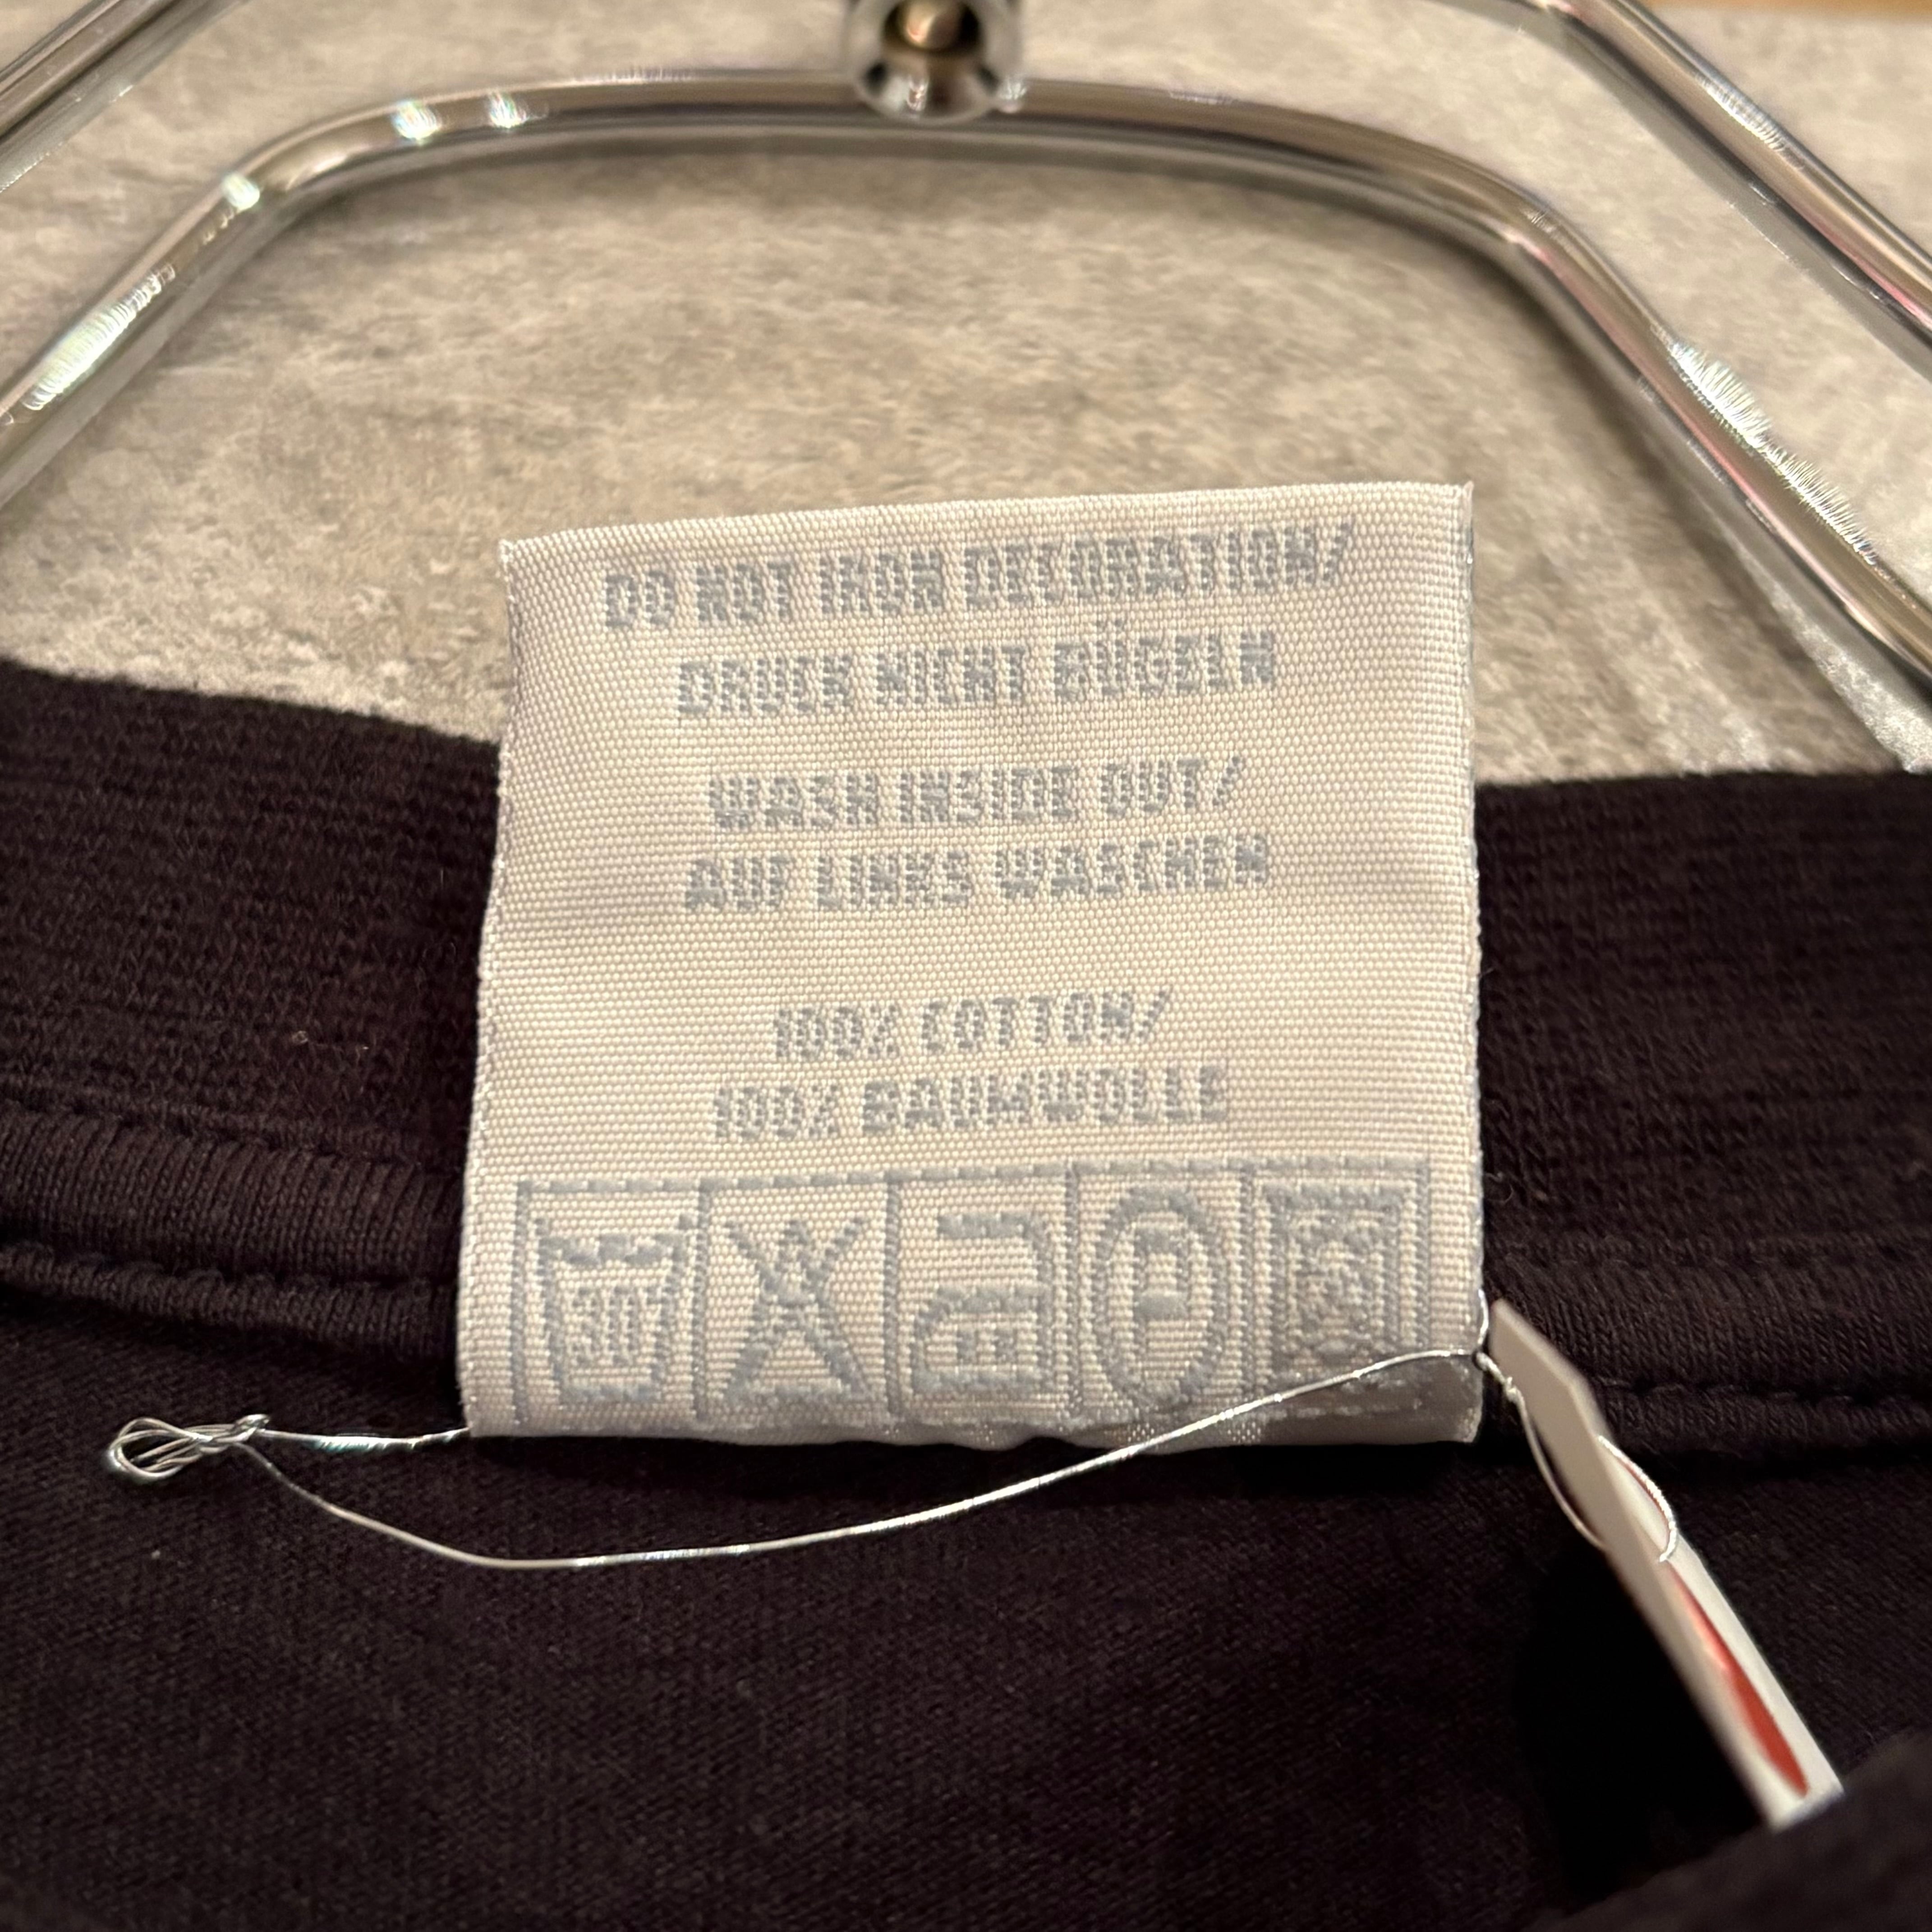 DO NOT IRON DECORATION/
DRUCK NICHT BÜGELN
WASH INSIDE OUT/
AUF LINKS WASCHEN
100% COTTON/
100% BAUMWOLLE
30°